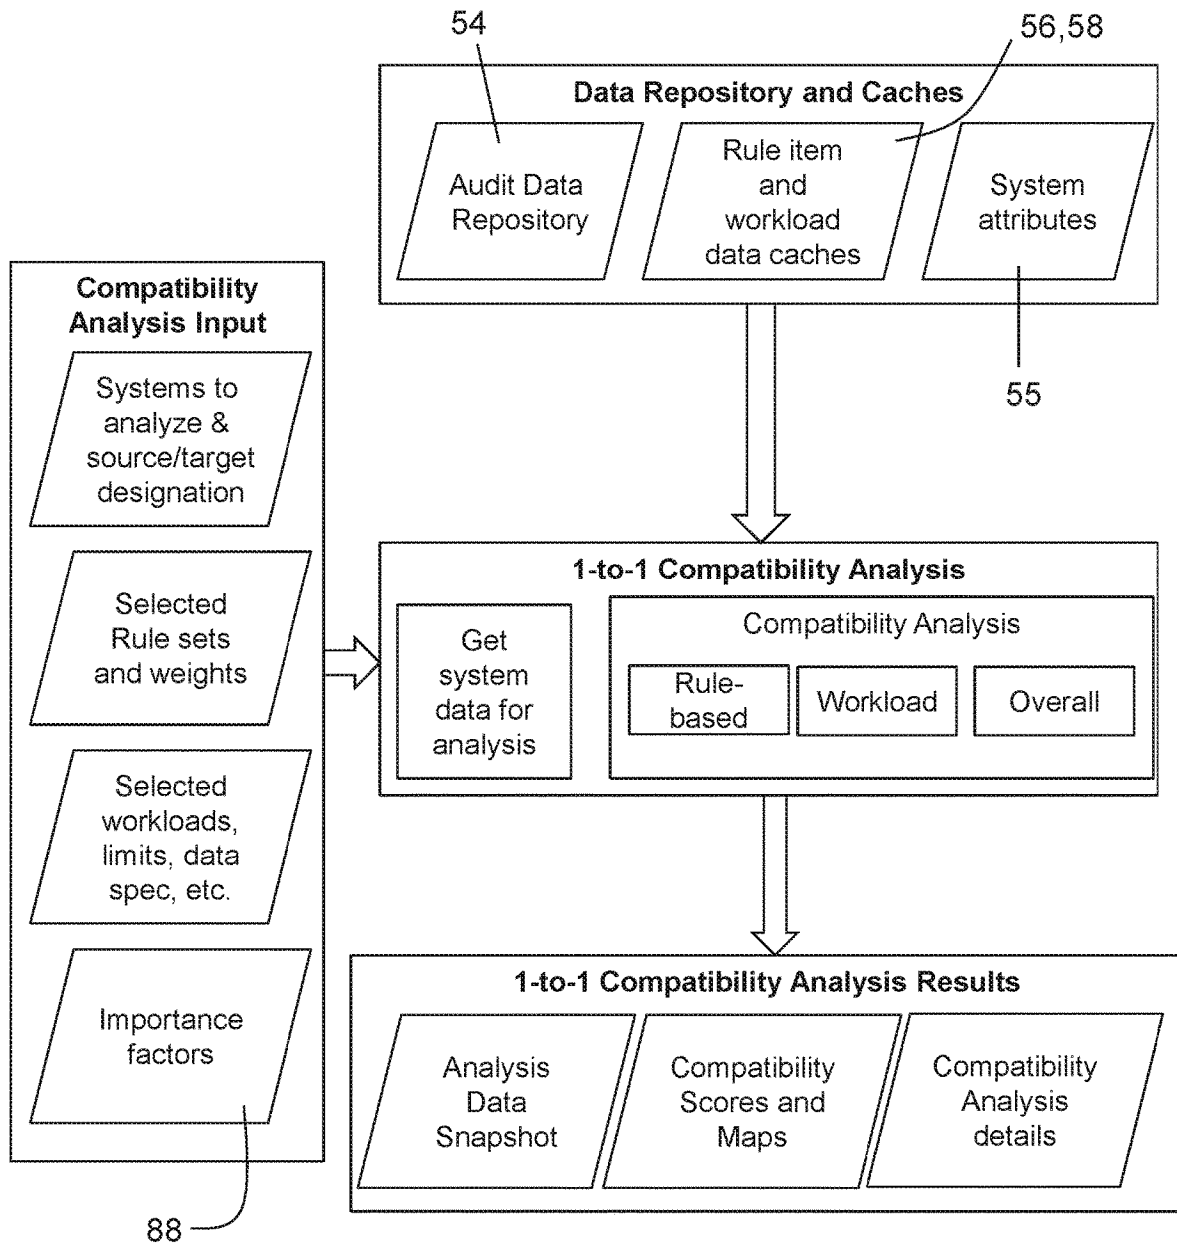 54
56,58
Data Repository and Caches
Audit Data
Repository
Rule item
and
workload
data caches
System
attributes
55
Compatibility
Analysis Input
Systems to
analyze &
source/target
designation
Selected
Rule sets
and weights
Selected
workloads,
limits, data
spec, etc.
Importance
factors
88
1-to-1 Compatibility Analysis
Get
system
data for
analysis
Compatibility Analysis
Rule-
based
Workload
Overall
1-to-1 Compatibility Analysis Results
Analysis
Data
Snapshot
Compatibility
Scores and
Maps
Compatibility
Analysis
details